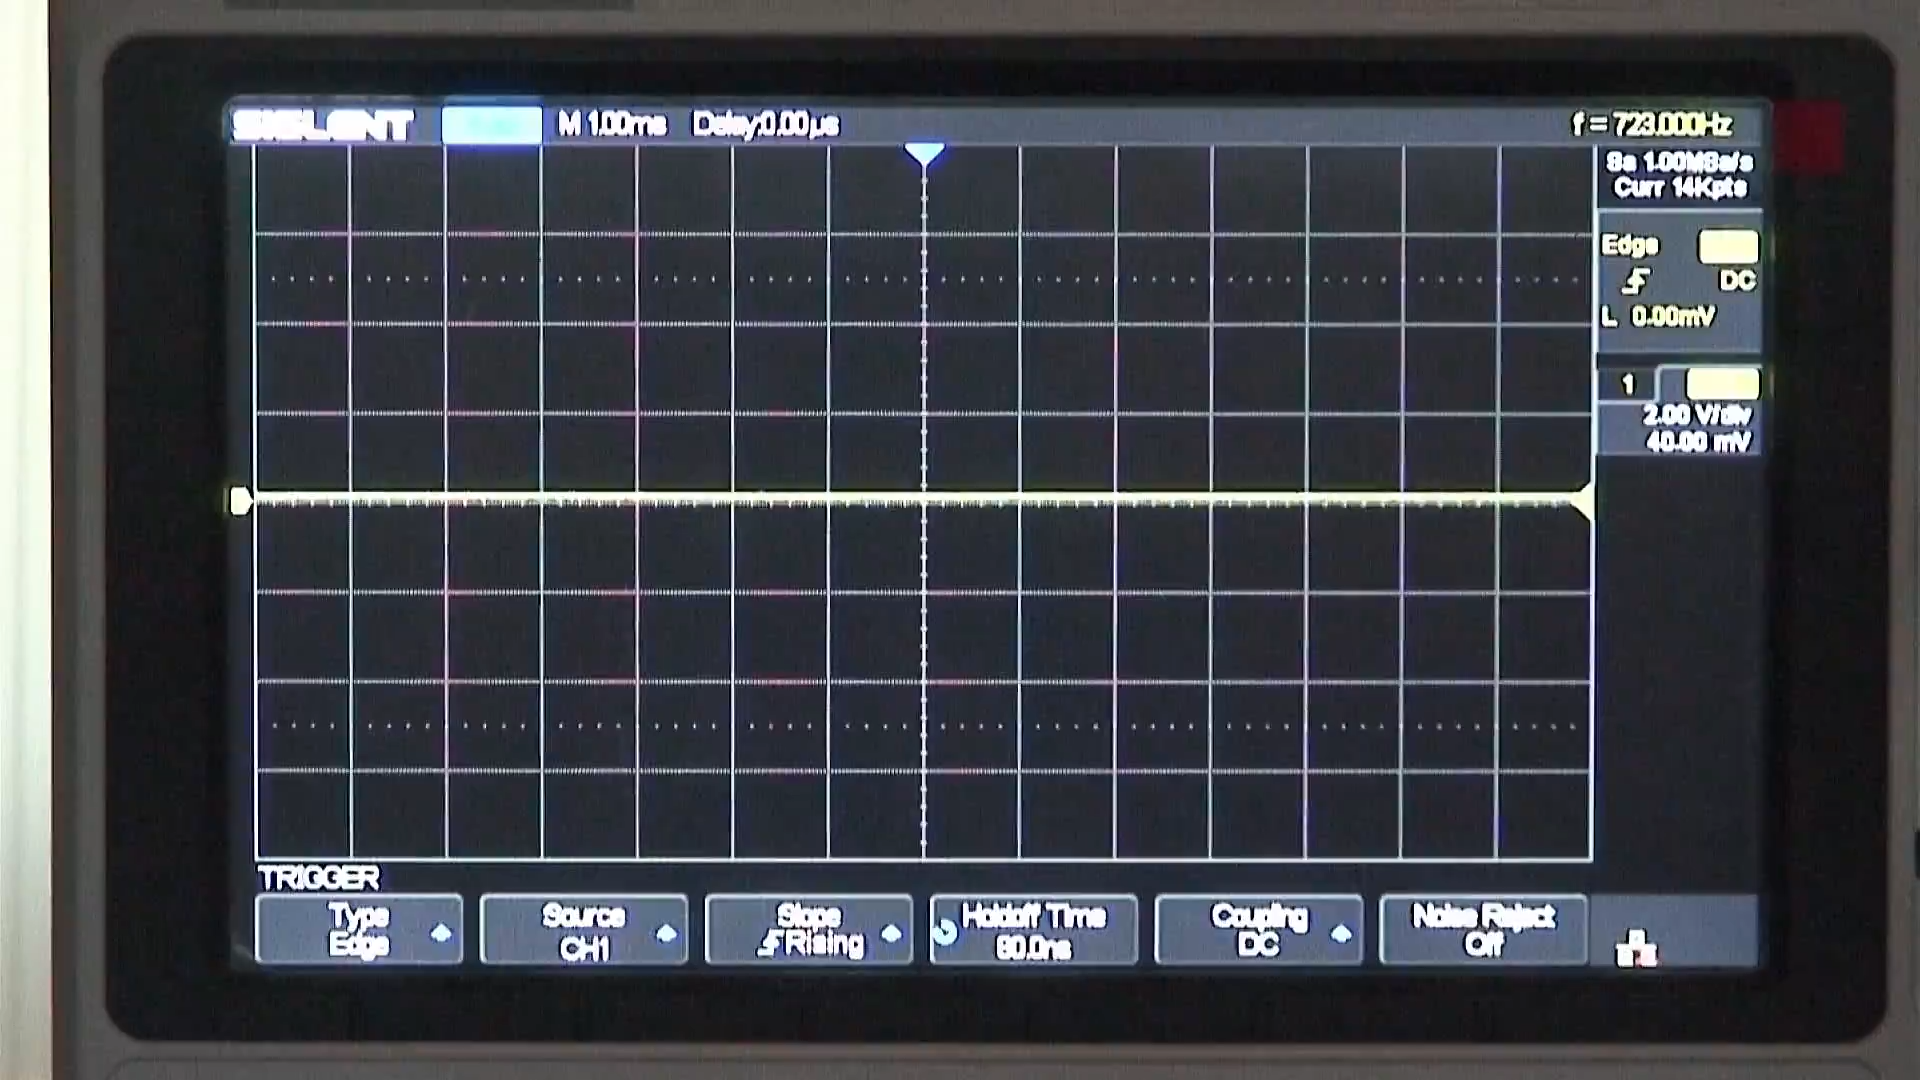 SIGLENT
M 1.00ms Delay:0.00µs
f = 723.000Hz
Sa 1.00MSa/s
Curr 14Kpts
Edge
DC
L 0.00mV
1
2.00 V/div
40.00 mV
TRIGGER
Type
Edge
Source
CH1
Slope
Rising
Holdoff Time
80.0ns
Coupling
DC
Noise Reject
Off